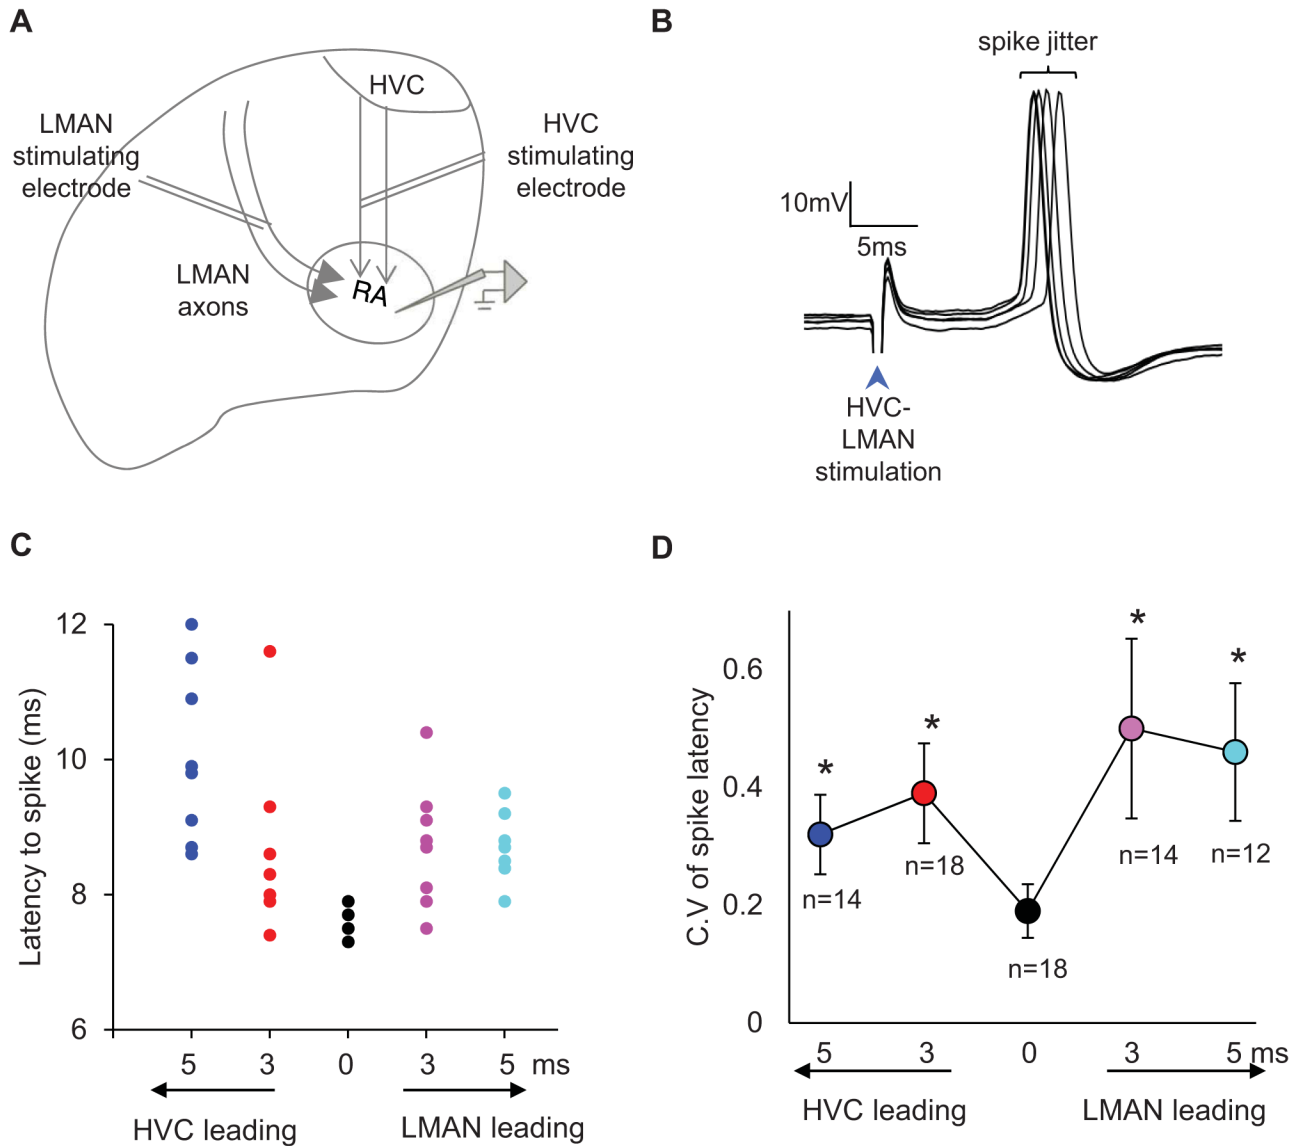 A
HVC
LMAN
stimulating
electrode
HVC
stimulating
electrode
LMAN
axons
RA
B
spike jitter
10mV
5ms
HVC-
LMAN
stimulation
C
Latency to spike (ms)
12
10
8
6
5 3 0 3 5 ms
HVC leading
LMAN leading
D
C.V of spike latency
0.6
0.4
0.2
0
*
*
*
*
n=14
n=18
n=18
n=14
n=12
5 3 0 3 5 ms
HVC leading
LMAN leading